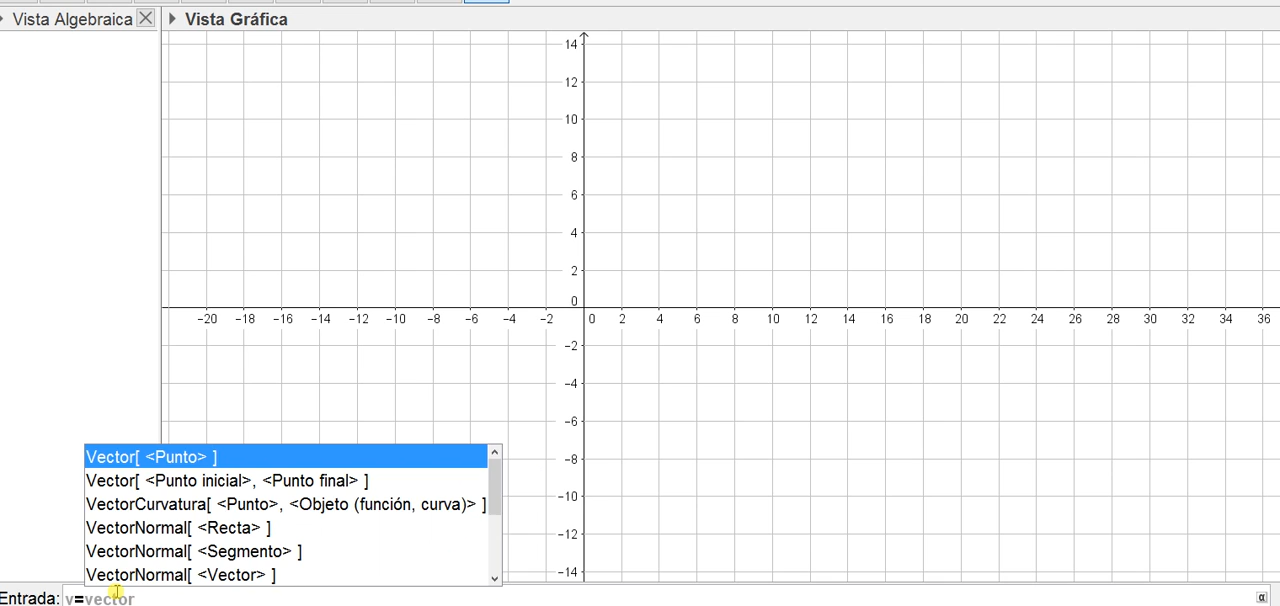 Vista Algebraica
Vista Gráfica
14
12
10
8
6
4
2
0
-20 -18 -16 -14 -12 -10 -8 -6 -4 -2 0 2 4 6 8 10 12 14 16 18 20 22 24 26 28 30 32 34 36
-2
-4
-6
-8
-10
-12
-14
Vector[ <Punto> ]
Vector[ <Punto inicial>, <Punto final> ]
VectorCurvatura[ <Punto>, <Objeto (función, curva)> ]
VectorNormal[ <Recta> ]
VectorNormal[ <Segmento> ]
VectorNormal[ <Vector> ]
Entrada: v=vector α